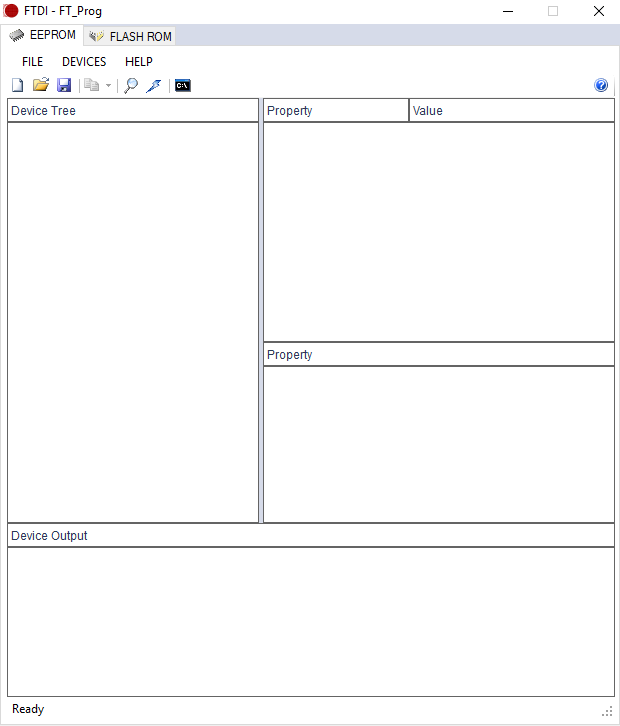 FTDI - FT_Prog
EEPROM FLASH ROM
FILE DEVICES HELP
C:\
Device Tree
Property Value
Property
Device Output
Ready